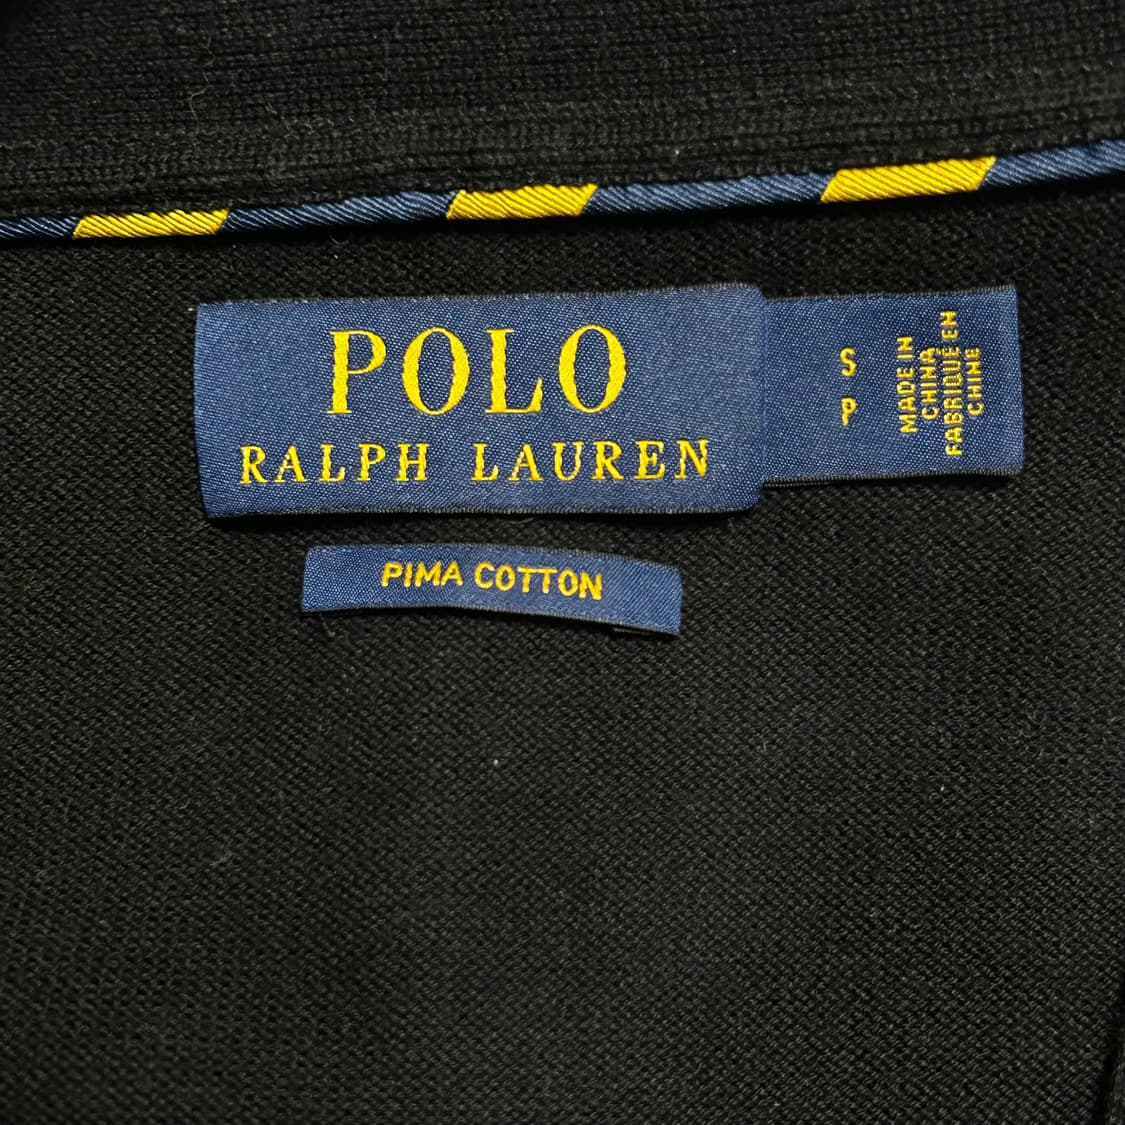 POLO
RALPH LAUREN
S
P
MADE IN
CHINA
FABRIQUÉ EN
CHINE
PIMA COTTON